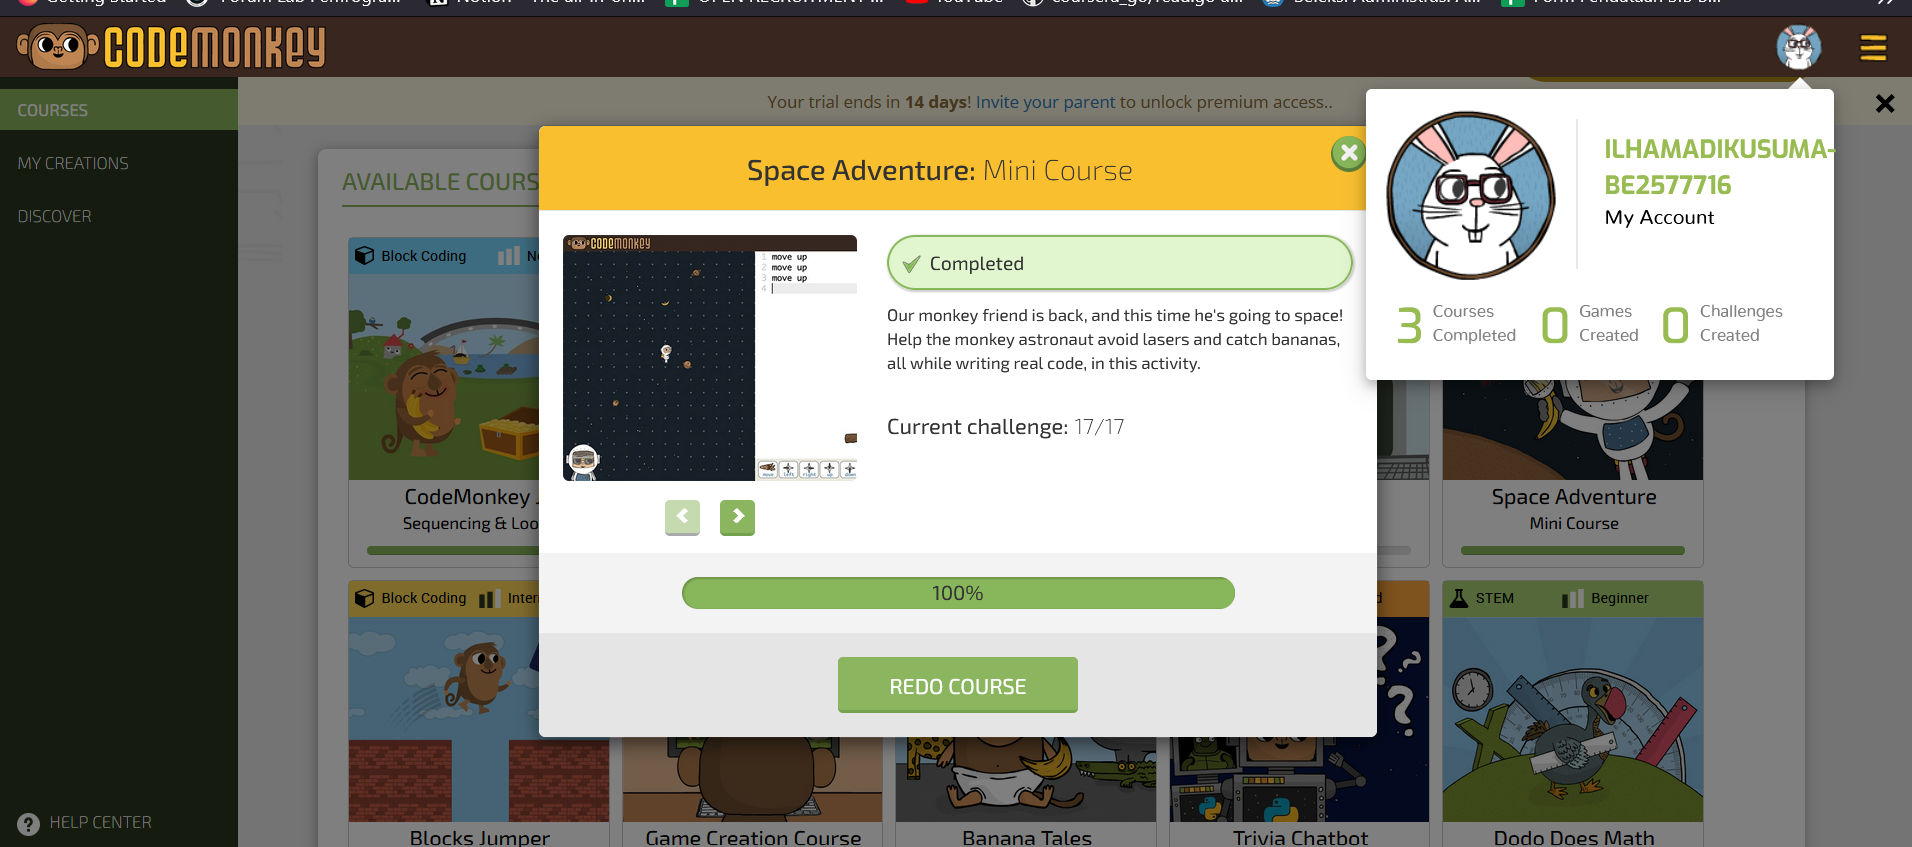 CODEMONKEY
COURSES
MY CREATIONS
DISCOVER
HELP CENTER
Your trial ends in 14 days! Invite your parent to unlock premium access..
AVAILABLE COURS
Block Coding
CodeMonkey J
Sequencing & Loo
Space Adventure: Mini Course
CODEMONKEY
1 move up
2 move up
3 move up
4
move left right up
Completed
Our monkey friend is back, and this time he's going to space!
Help the monkey astronaut avoid lasers and catch bananas,
all while writing real code, in this activity.
Current challenge: 17/17
100%
REDO COURSE
ILHAMADIKUSUMA-
BE2577716
My Account
3 Courses Completed
0 Games Created
0 Challenges Created
Space Adventure
Mini Course
Block Coding
Inter
STEM
Beginner
Blocks Jumper
Game Creation Course
Banana Tales
Trivia Chatbot
Dodo Does Math